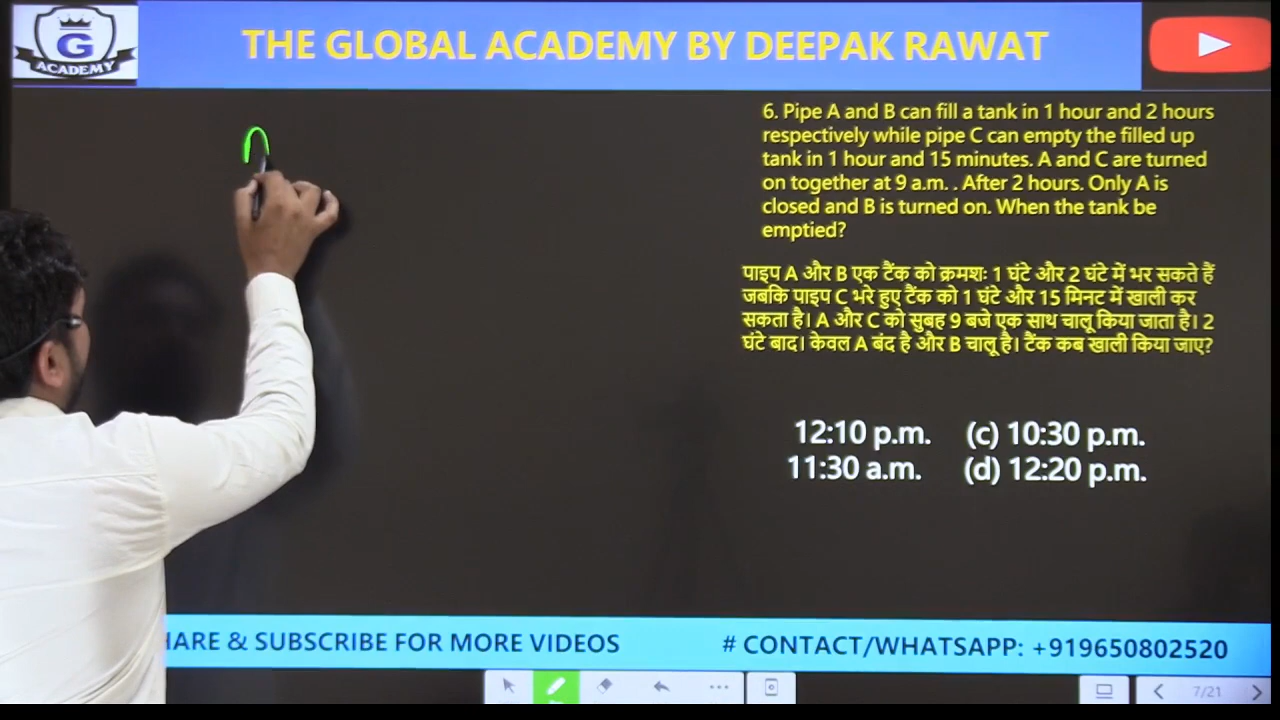 G
ACADEMY
THE GLOBAL ACADEMY BY DEEPAK RAWAT
6. Pipe A and B can fill a tank in 1 hour and 2 hours
respectively while pipe C can empty the filled up
tank in 1 hour and 15 minutes. A and C are turned
on together at 9 a.m. . After 2 hours. Only A is
closed and B is turned on. When the tank be
emptied?
पाइप A और B एक टैंक को क्रमशः 1 घंटे और 2 घंटे में भर सकते हैं
जबकि पाइप C भरे हुए टैंक को 1 घंटे और 15 मिनट में खाली कर
सकता है। A और C को सुबह 9 बजे एक साथ चालू किया जाता है। 2
घंटे बाद। केवल A बंद है और B चालू है। टैंक कब खाली किया जाए?
12:10 p.m. (c) 10:30 p.m.
11:30 a.m. (d) 12:20 p.m.
HARE & SUBSCRIBE FOR MORE VIDEOS # CONTACT/WHATSAPP: +919650802520
7/21